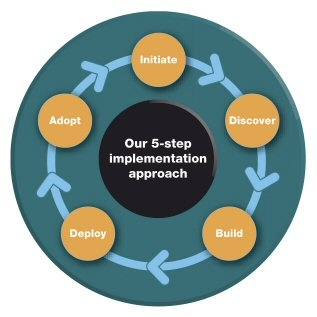 Initiate
Discover
Build
Deploy
Adopt
Our 5-step
implementation
approach